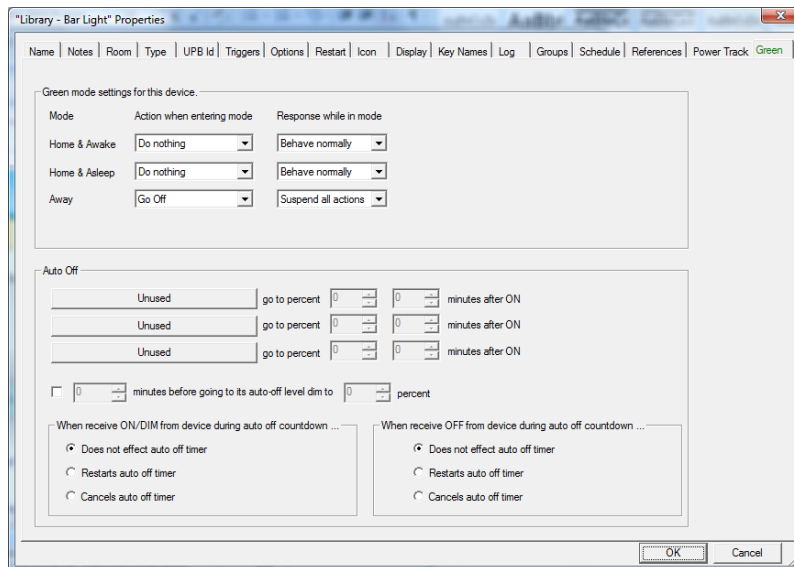 "Library - Bar Light" Properties
Name Notes Room Type UPB Id Triggers Options Restart Icon Display Key Names Log Groups Schedule References Power Track Green
Green mode settings for this device.
Mode Action when entering mode Response while in mode
Home & Awake Do nothing Behave normally
Home & Asleep Do nothing Behave normally
Away Go Off Suspend all actions
Auto Off
Unused go to percent 0 0 minutes after ON
Unused go to percent 0 0 minutes after ON
Unused go to percent 0 0 minutes after ON
0 minutes before going to its auto-off level dim to 0 percent
When receive ON/DIM from device during auto off countdown ... When receive OFF from device during auto off countdown ...
Does not effect auto off timer Does not effect auto off timer
Restarts auto off timer Restarts auto off timer
Cancels auto off timer Cancels auto off timer
OK Cancel